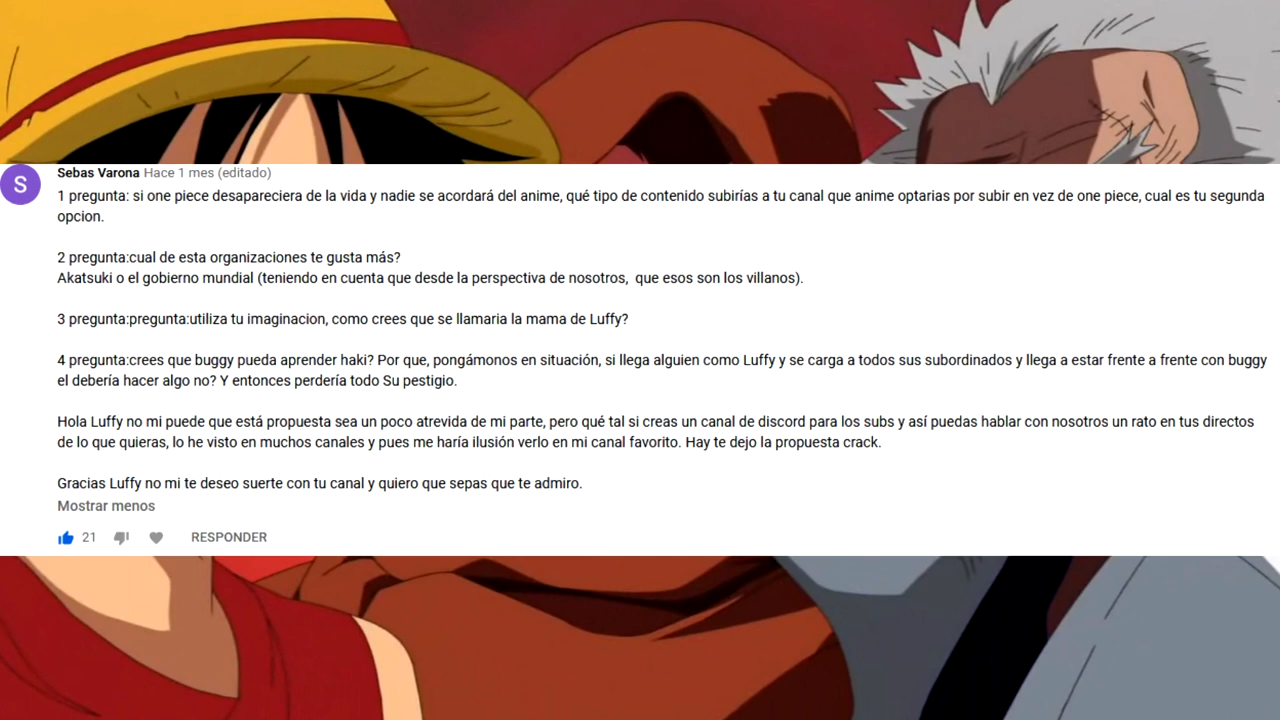 S
Sebas Varona Hace 1 mes (editado)
1 pregunta: si one piece desapareciera de la vida y nadie se acordará del anime, qué tipo de contenido subirías a tu canal que anime optarias por subir en vez de one piece, cual es tu segunda
opcion.
2 pregunta:cual de esta organizaciones te gusta más?
Akatsuki o el gobierno mundial (teniendo en cuenta que desde la perspectiva de nosotros,  que esos son los villanos).
3 pregunta:pregunta:utiliza tu imaginacion, como crees que se llamaria la mama de Luffy?
4 pregunta:crees que buggy pueda aprender haki? Por que, pongámonos en situación, si llega alguien como Luffy y se carga a todos sus subordinados y llega a estar frente a frente con buggy
el debería hacer algo no? Y entonces perdería todo Su pestigio.
Hola Luffy no mi puede que está propuesta sea un poco atrevida de mi parte, pero qué tal si creas un canal de discord para los subs y así puedas hablar con nosotros un rato en tus directos
de lo que quieras, lo he visto en muchos canales y pues me haría ilusión verlo en mi canal favorito. Hay te dejo la propuesta crack.
Gracias Luffy no mi te deseo suerte con tu canal y quiero que sepas que te admiro.
Mostrar menos
21 RESPONDER